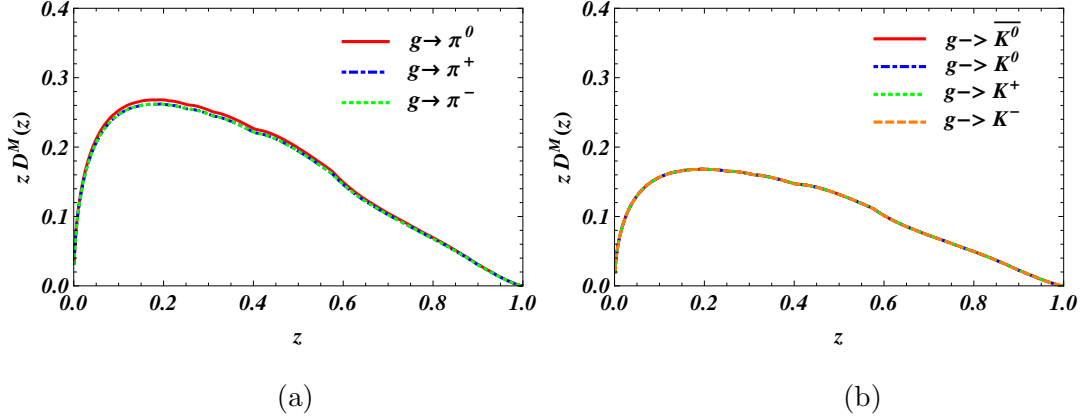 0.4
0.3
0.2
0.1
0.0
z D^M(z)
g→ π^0
g→ π^+
g→ π^-
0.0 0.2 0.4 0.6 0.8 1.0
z
(a)
0.4
0.3
0.2
0.1
0.0
z D^M(z)
g-> \overline{K^0}
g-> K^0
g-> K^+
g-> K^-
0.0 0.2 0.4 0.6 0.8 1.0
z
(b)